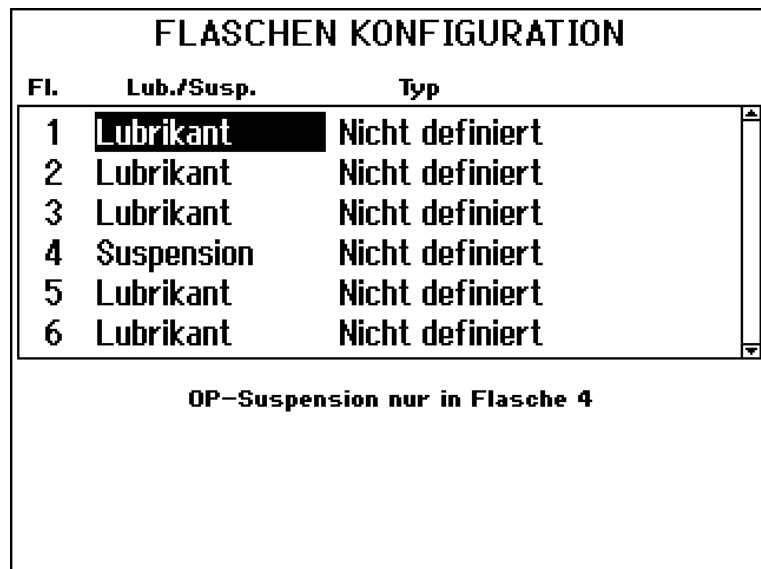 FLASCHEN KONFIGURATION
Fl. Lub./Susp. Typ
1 Lubrikant Nicht definiert
2 Lubrikant Nicht definiert
3 Lubrikant Nicht definiert
4 Suspension Nicht definiert
5 Lubrikant Nicht definiert
6 Lubrikant Nicht definiert
OP-Suspension nur in Flasche 4